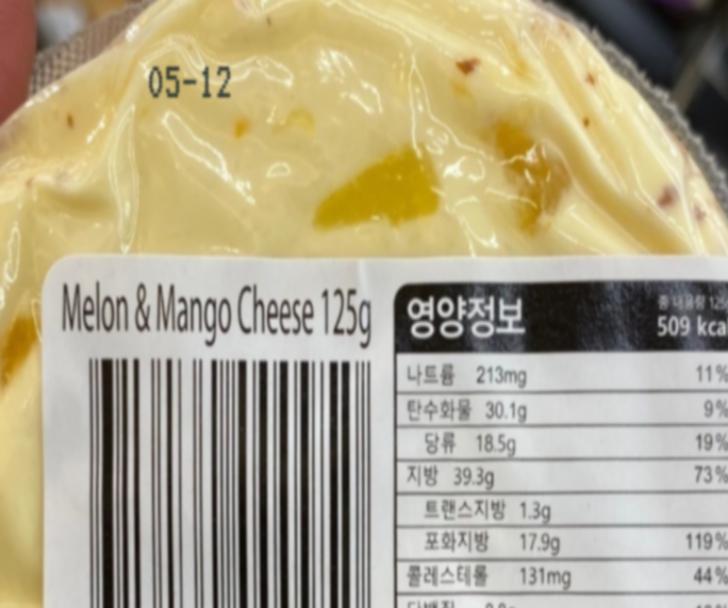 05-12
Melon & Mango Cheese 125g
영양정보
509 kca
나트륨 213mg 11%
탄수화물 30.1g 9%
당류 18.5g 19%
지방 39.3g 73%
트랜스지방 1.3g
포화지방 17.9g 119%
콜레스테롤 131mg 44%